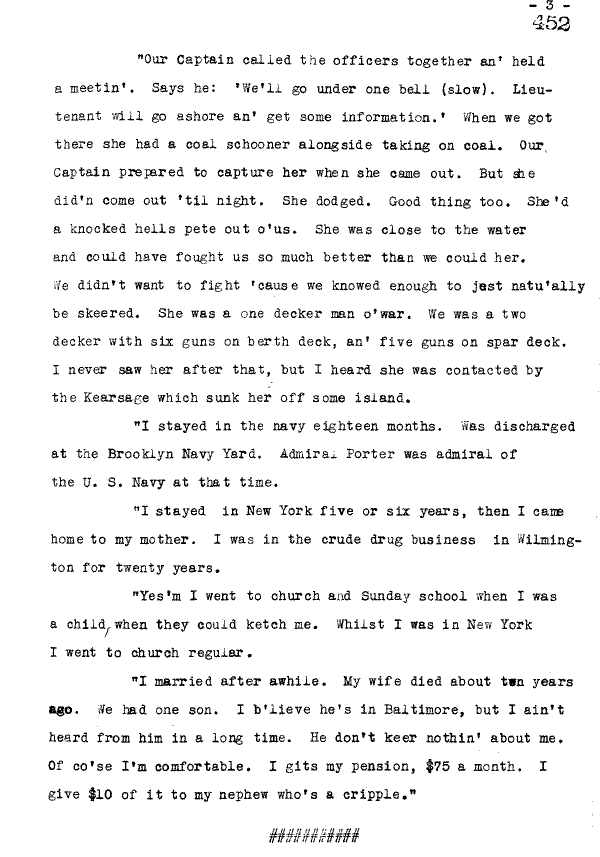 - 3 -
452
"Our Captain called the officers together an' held
a meetin'. Says he: 'We'll go under one bell (slow). Lieu-
tenant will go ashore an' get some information.' When we got
there she had a coal schooner alongside taking on coal. Our
Captain prepared to capture her when she came out. But she
did'n come out 'til night. She dodged. Good thing too. She'd
a knocked hells pete out o'us. She was close to the water
and could have fought us so much better than we could her.
We didn't want to fight 'cause we knowed enough to jest natu'ally
be skeered. She was a one decker man o'war. We was a two
decker with six guns on berth deck, an' five guns on spar deck.
I never saw her after that, but I heard she was contacted by
the Kearsage which sunk her off some island.
"I stayed in the navy eighteen months. Was discharged
at the Brooklyn Navy Yard. Admiral Porter was admiral of
the U. S. Navy at that time.
"I stayed in New York five or six years, then I came
home to my mother. I was in the crude drug business in Wilming-
ton for twenty years.
"Yes'm I went to church and Sunday school when I was
a child, when they could ketch me. Whilst I was in New York
I went to church regular.
"I married after awhile. My wife died about ten years
ago. We had one son. I b'lieve he's in Baltimore, but I ain't
heard from him in a long time. He don't keer nothin' about me.
Of co'se I'm comfortable. I gits my pension, $75 a month. I
give $10 of it to my nephew who's a cripple."
###########